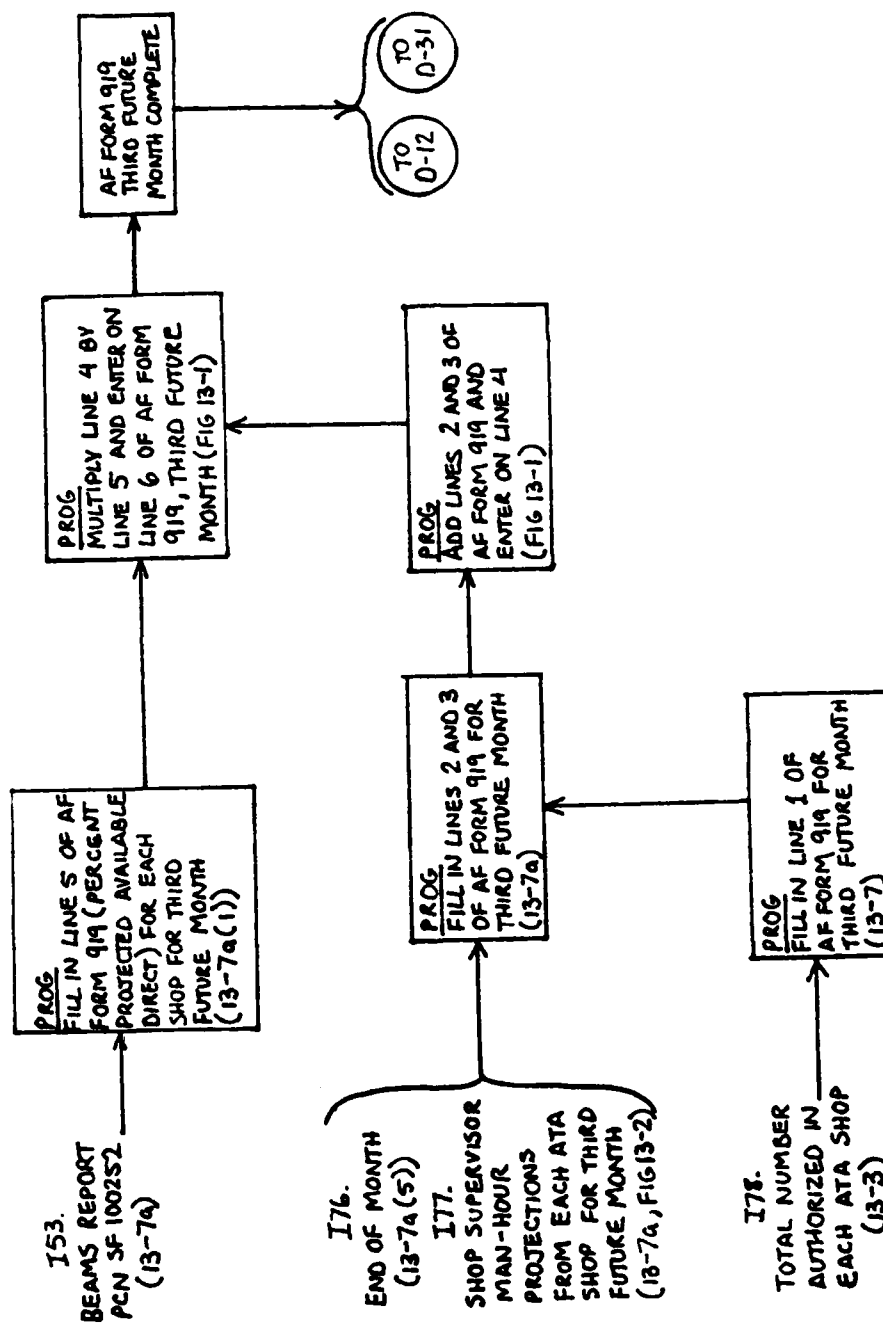 I53.
BEAMS REPORT
PCN SF 100252
(13-7a)
PROG
FILL IN LINE 5 OF AF
FORM 919 (PERCENT
PROJECTED AVAILABLE
DIRECT) FOR EACH
SHOP FOR THIRD
FUTURE MONTH
(13-7a(1))
PROG
MULTIPLY LINE 4 BY
LINE 5 AND ENTER ON
LINE 6 OF AF FORM
919, THIRD FUTURE
MONTH (FIG 13-1)
AF FORM 919
THIRD FUTURE
MONTH COMPLETE
TO
D-12
TO
D-31
I76.
END OF MONTH
(13-7a(5))
I77.
SHOP SUPERVISOR
MAN-HOUR
PROJECTIONS
FROM EACH ATA
SHOP FOR THIRD
FUTURE MONTH
(13-7a, FIG 13-2)
PROG
FILL IN LINES 2 AND 3
OF AF FORM 919 FOR
THIRD FUTURE MONTH
(13-7a)
PROG
ADD LINES 2 AND 3 OF
AF FORM 919 AND
ENTER ON LINE 4
(FIG 13-1)
I78.
TOTAL NUMBER
AUTHORIZED IN
EACH ATA SHOP
(13-3)
PROG
FILL IN LINE 1 OF
AF FORM 919 FOR
THIRD FUTURE MONTH
(13-7)